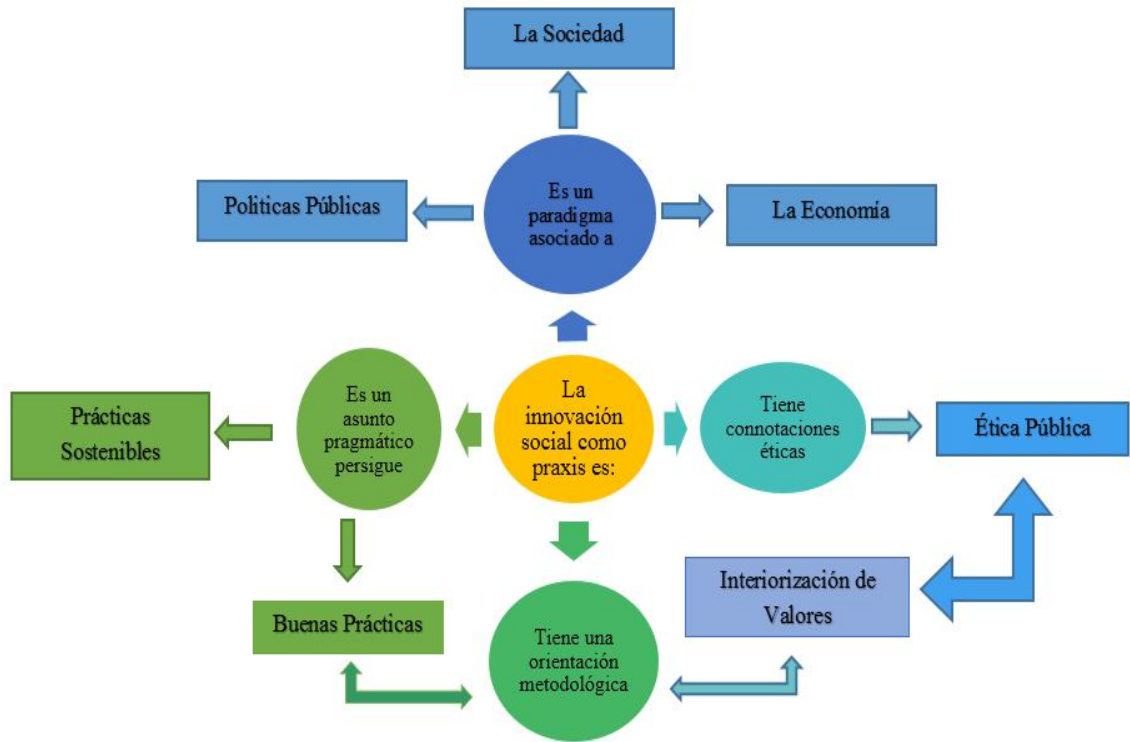 La Sociedad
Es un
paradigma
asociado a
Politicas Públicas
La Economía
La
innovación
social como
praxis es:
Es un
asunto
pragmático
persigue
Prácticas
Sostenibles
Buenas Prácticas
Tiene
connotaciones
éticas
Ética Pública
Interiorización de
Valores
Tiene una
orientación
metodológica